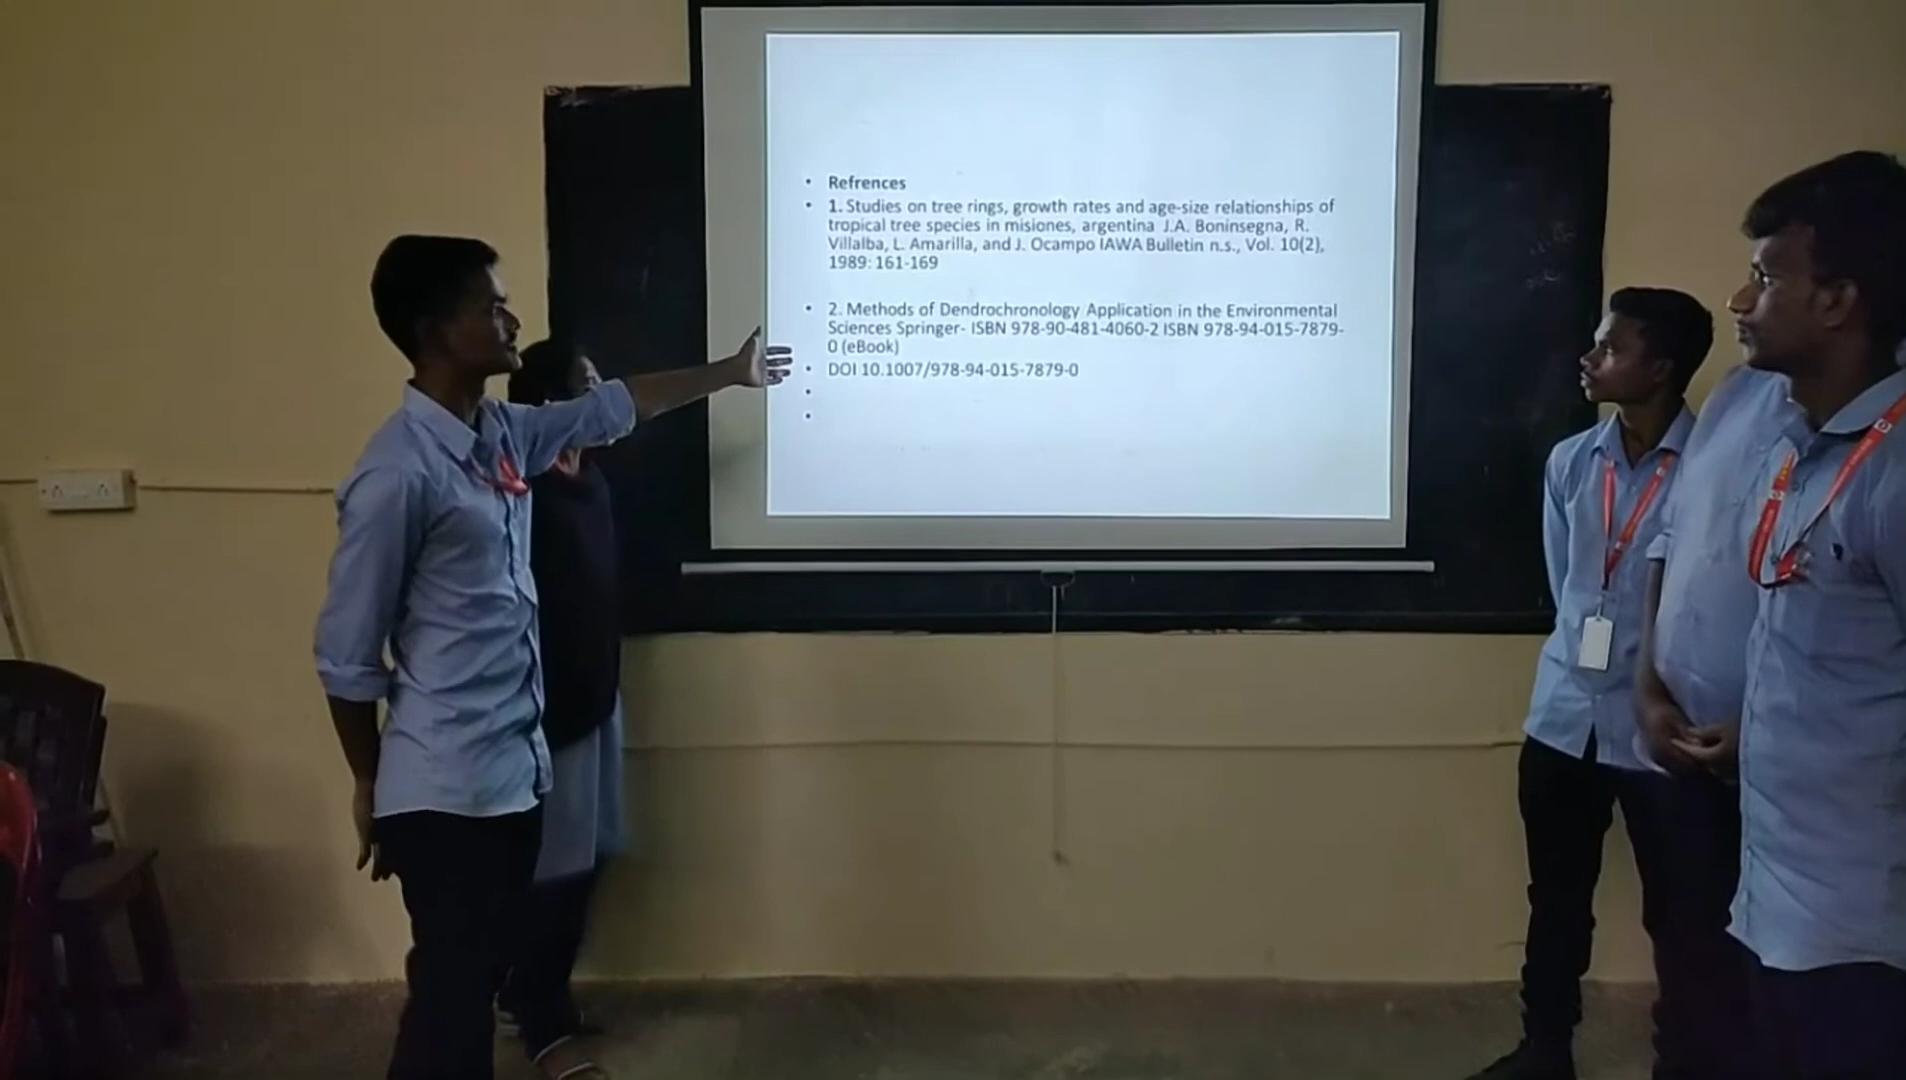 • Refrences
• 1. Studies on tree rings, growth rates and age-size relationships of
tropical tree species in misiones, argentina J.A. Boninsegna, R.
Villalba, L. Amarilla, and J. Ocampo IAWA Bulletin n.s., Vol. 10(2),
1989: 161-169
• 2. Methods of Dendrochronology Application in the Environmental
Sciences Springer- ISBN 978-90-481-4060-2 ISBN 978-94-015-7879-
0 (eBook)
• DOI 10.1007/978-94-015-7879-0
•
•